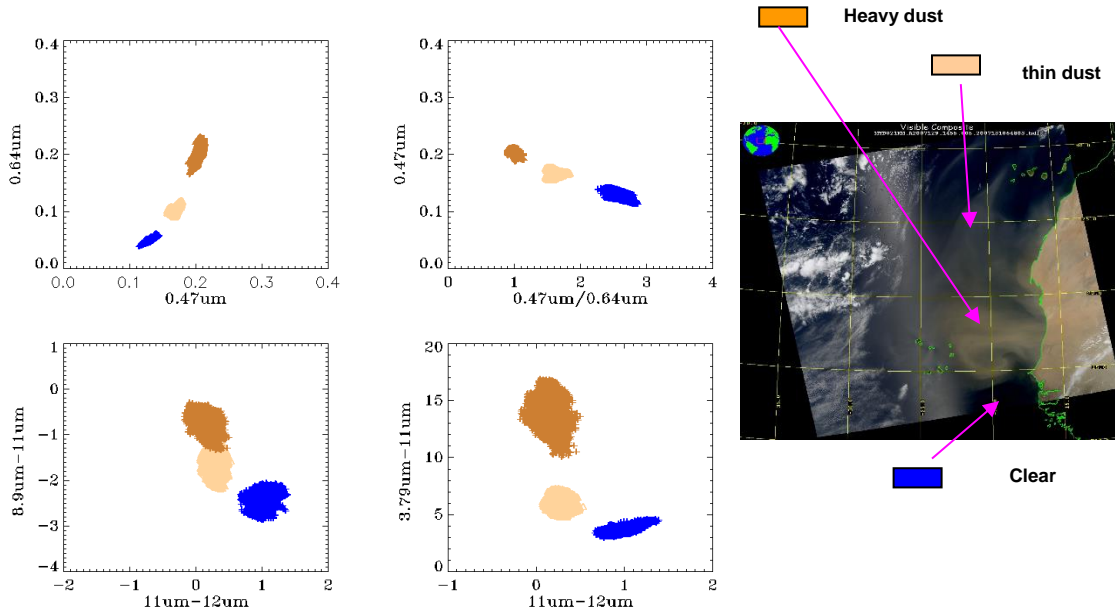 Heavy dust
thin dust
0.4
0.3
0.2
0.1
0.0
0.64um
0.0 0.1 0.2 0.3 0.4
0.47um
0.4
0.3
0.2
0.1
0.0
0.47um
0 1 2 3 4
0.47um/0.64um
Visible Composite
1
0
-1
-2
-3
-4
8.9um-11um
-2 -1 0 1 2
11um-12um
20
15
10
5
0
3.79um-11um
-1 0 1 2
11um-12um
Clear